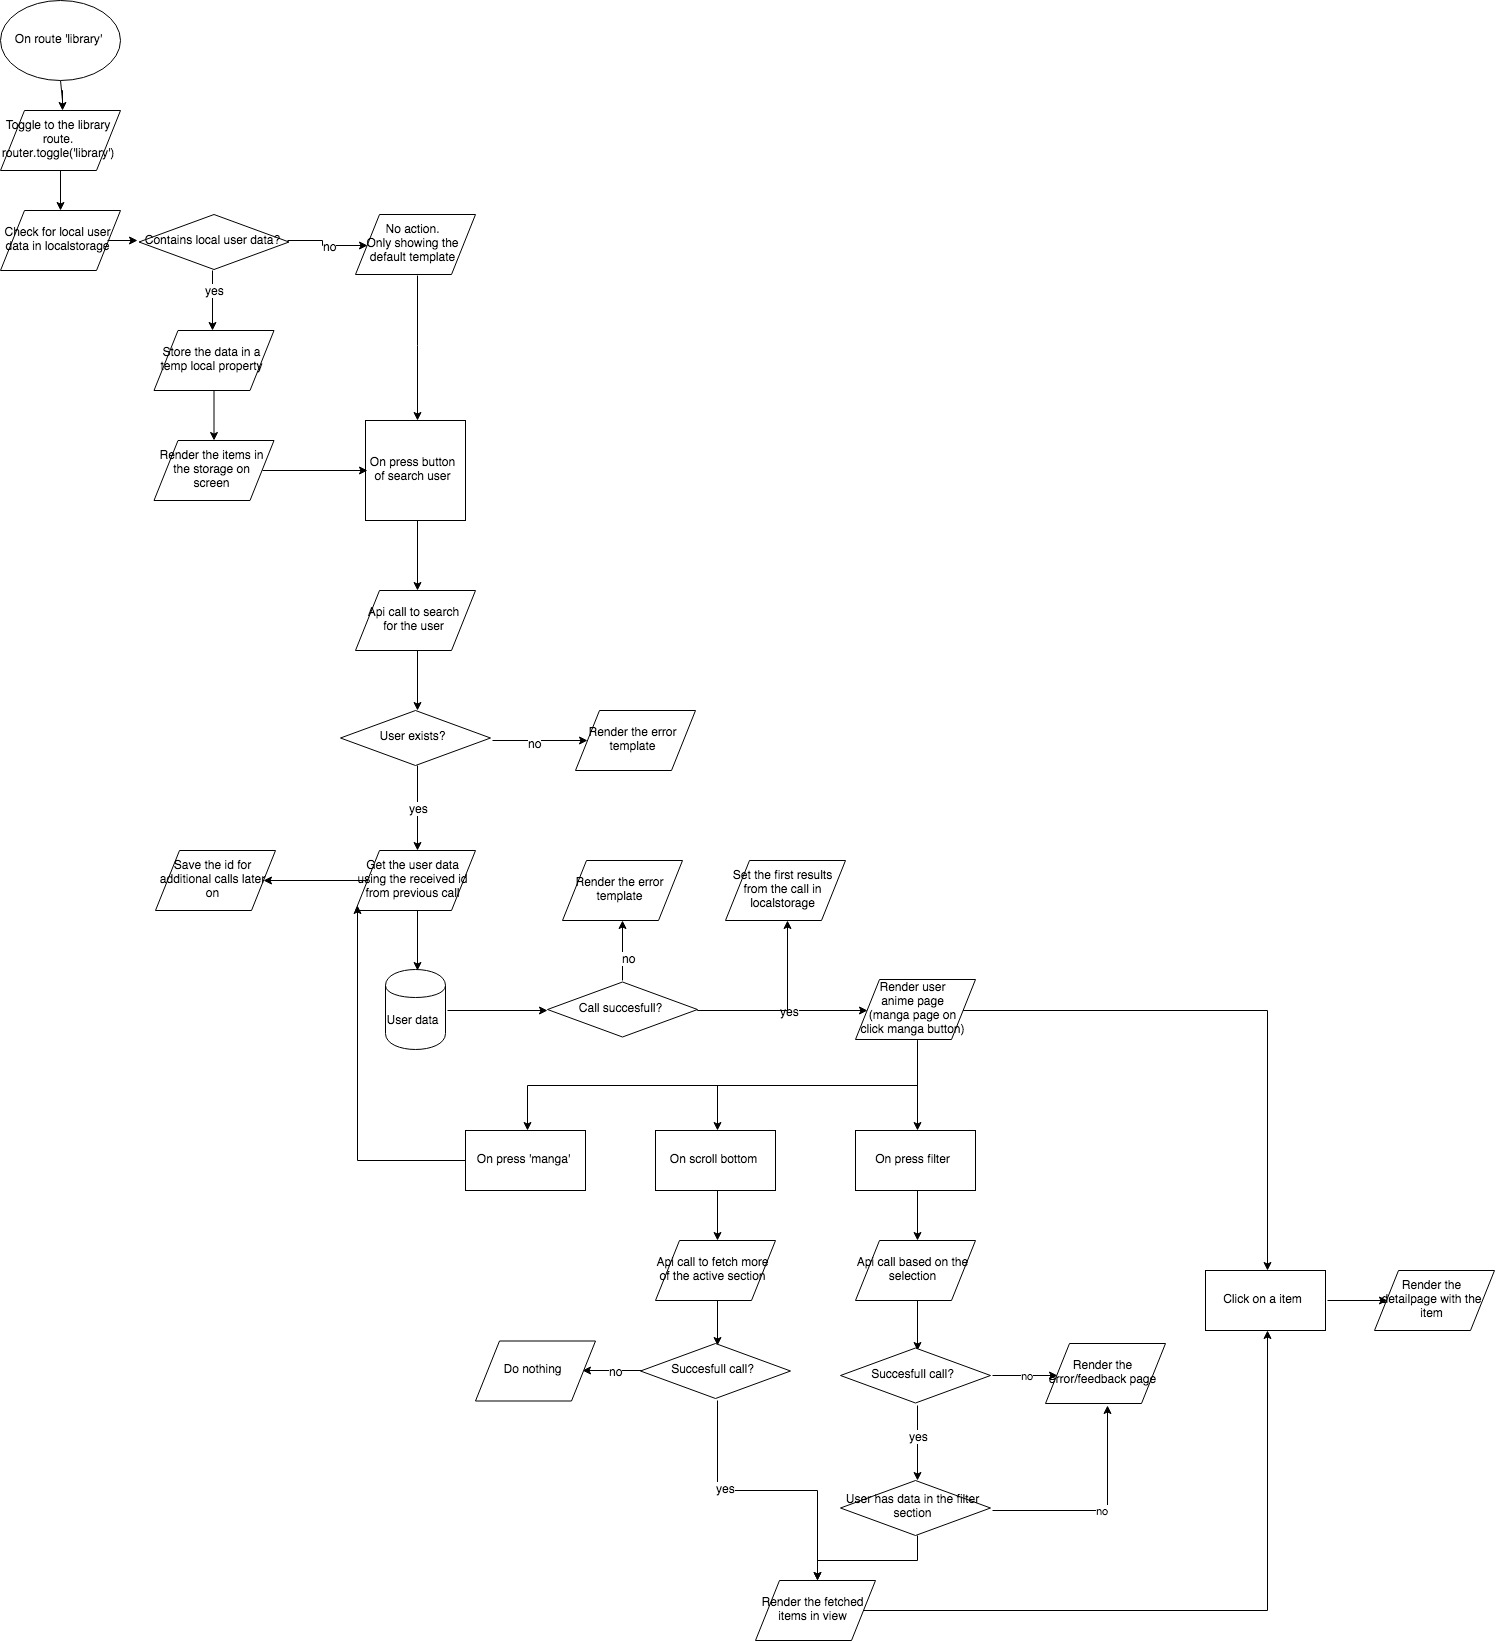 On route 'library'
Toggle to the library
route.
router.toggle('library')
Check for local user
data in localstorage
Contains local user data?
no
No action.
Only showing the
default template
yes
Store the data in a
temp local property
Render the items in
the storage on
screen
On press button
of search user
Api call to search
for the user
User exists?
no
Render the error
template
yes
Save the id for
additional calls later
on
Get the user data
using the received id
from previous call
Render the error
template
Set the first results
from the call in
localstorage
no
User data
Call succesfull?
yes
Render user
anime page
(manga page on
click manga button)
On press 'manga'
On scroll bottom
On press filter
Api call to fetch more
of the active section
Api call based on the
selection
Click on a item
Render the
detailpage with the
item
Do nothing
no
Succesfull call?
Succesfull call?
no
Render the
error/feedback page
yes
yes
User has data in the filter
section
no
Render the fetched
items in view